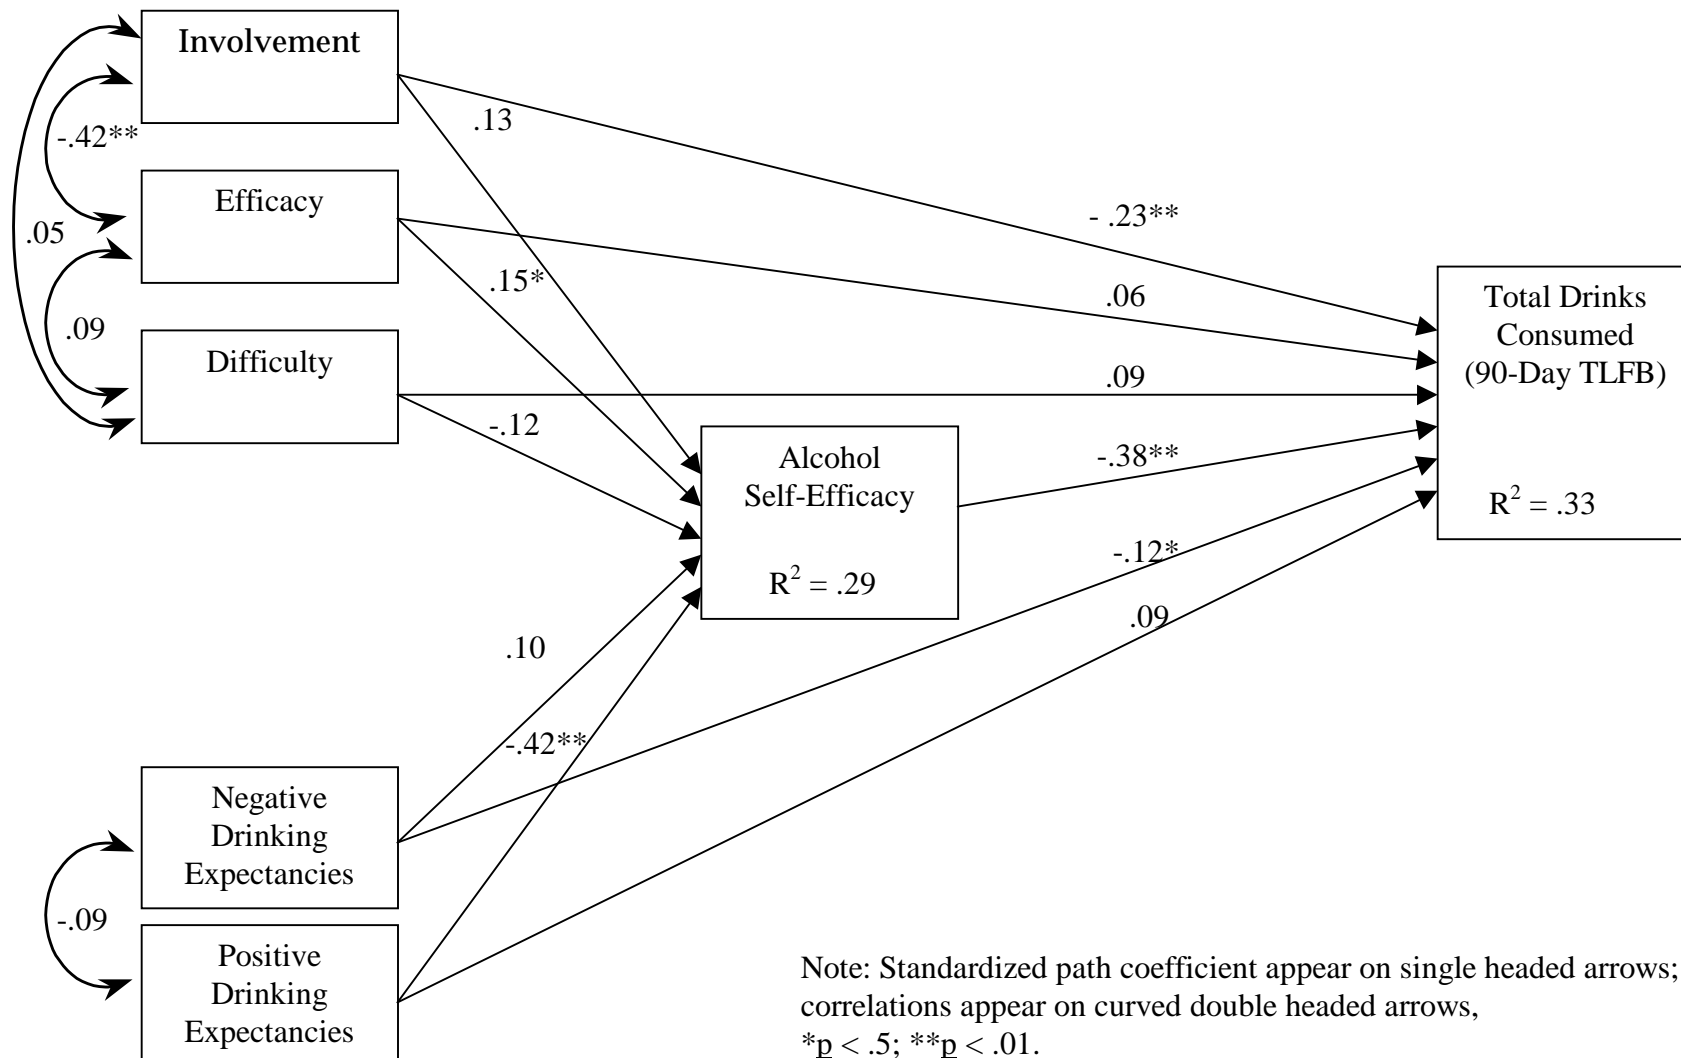 Involvement
-.42**
Efficacy
.05
.09
Difficulty
.13
.15*
-.12
- .23**
.06
.09
-.38**
-.12*
.09
.10
-.42**
Alcohol
Self-Efficacy
R² = .29
Total Drinks
Consumed
(90-Day TLFB)
R² = .33
Negative
Drinking
Expectancies
-.09
Positive
Drinking
Expectancies
Note: Standardized path coefficient appear on single headed arrows;
correlations appear on curved double headed arrows,
*p < .5; **p < .01.